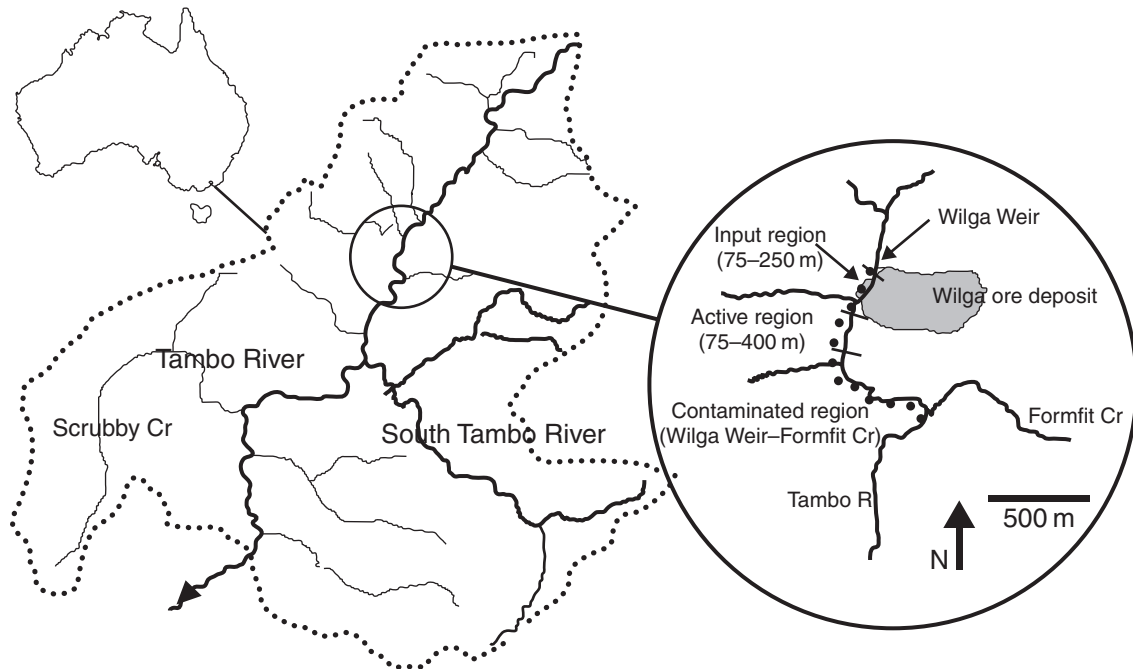 Tambo River
Scrubby Cr
South Tambo River
Wilga Weir
Input region
(75–250 m)
Wilga ore deposit
Active region
(75–400 m)
Contaminated region
(Wilga Weir–Formfit Cr)
Formfit Cr
Tambo R
500 m
N